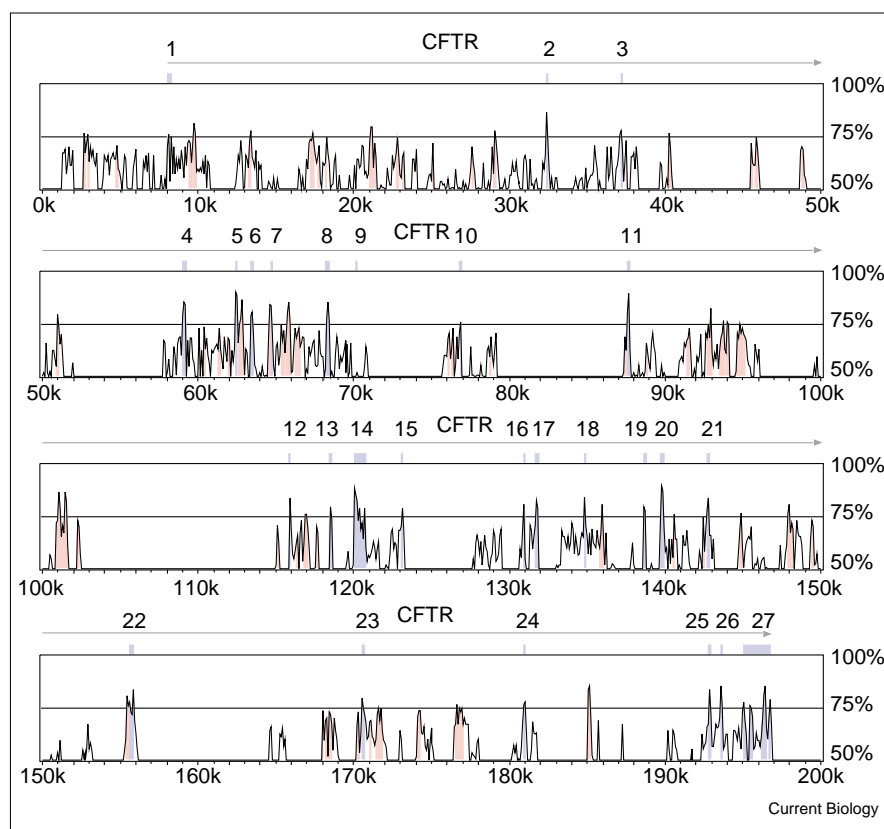 1 CFTR 2 3
100%
75%
50%
0k 10k 20k 30k 40k 50k
4 5 6 7 8 9 CFTR 10 11
100%
75%
50%
50k 60k 70k 80k 90k 100k
12 13 14 15 CFTR 16 17 18 19 20 21
100%
75%
50%
100k 110k 120k 130k 140k 150k
22 23 CFTR 24 25 26 27
100%
75%
50%
150k 160k 170k 180k 190k 200k
Current Biology